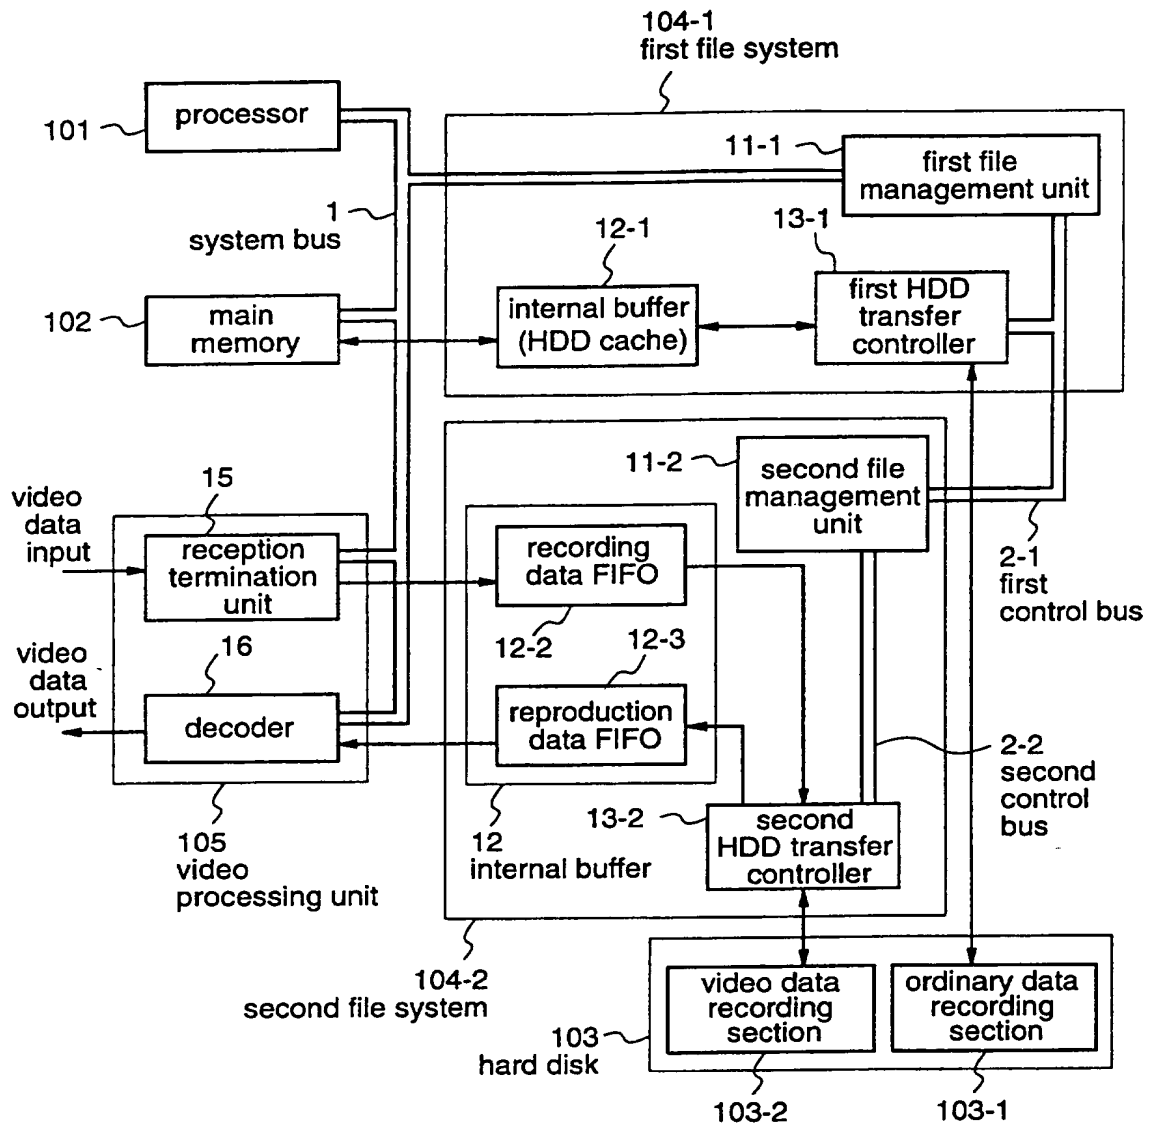 104-1
first file system
processor
101
11-1
first file
management unit
1
system bus
12-1
13-1
102
main
memory
internal buffer
(HDD cache)
first HDD
transfer
controller
11-2
second file
management
unit
2-1
first
control bus
video
data
input
15
reception
termination
unit
recording
data FIFO
12-2
12-3
video
data
output
16
decoder
reproduction
data FIFO
2-2
second
control
bus
105
video
processing unit
12
internal buffer
13-2
second
HDD transfer
controller
104-2
second file system
video data
recording
section
ordinary data
recording
section
103
hard disk
103-2
103-1